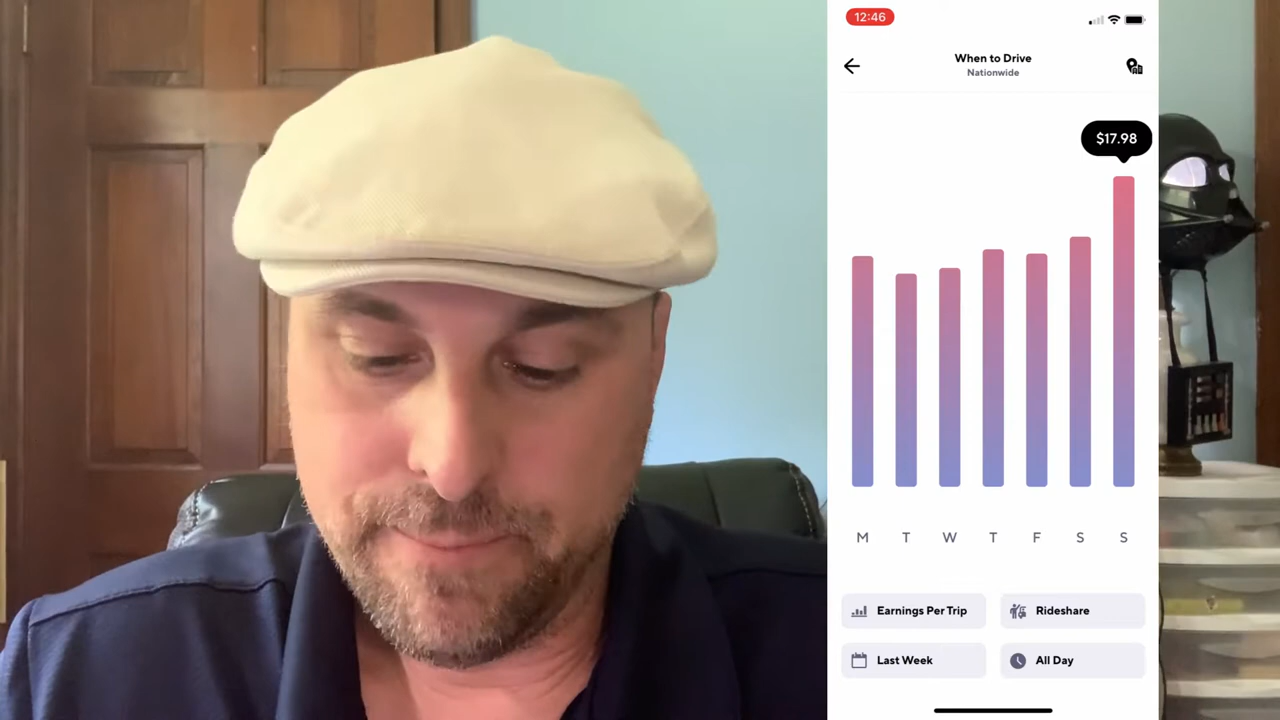 12:46
When to Drive
Nationwide
$17.98
M T W T F S S
Earnings Per Trip
Rideshare
Last Week
All Day